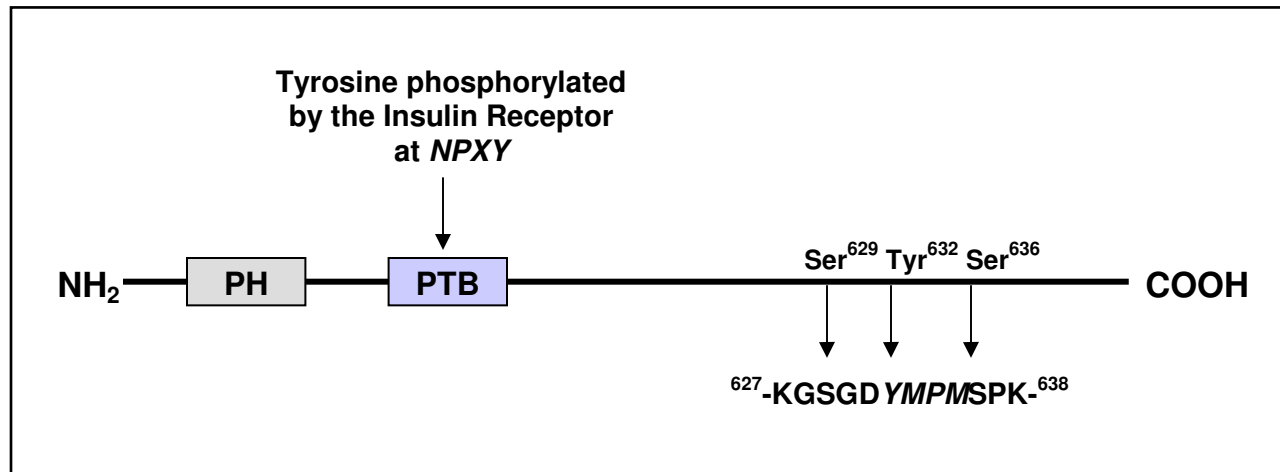 Tyrosine phosphorylated
by the Insulin Receptor
at NPXY
Ser⁶²⁹ Tyr⁶³² Ser⁶³⁶
NH₂ PH PTB COOH
⁶²⁷-KGSGDYMPMSPK-⁶³⁸